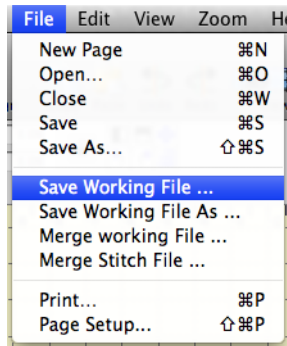 File Edit View Zoom
New Page ⌘N
Open... ⌘O
Close ⌘W
Save ⌘S
Save As... ⇧⌘S
Save Working File ...
Save Working File As ...
Merge working File ...
Merge Stitch File ...
Print... ⌘P
Page Setup... ⇧⌘P